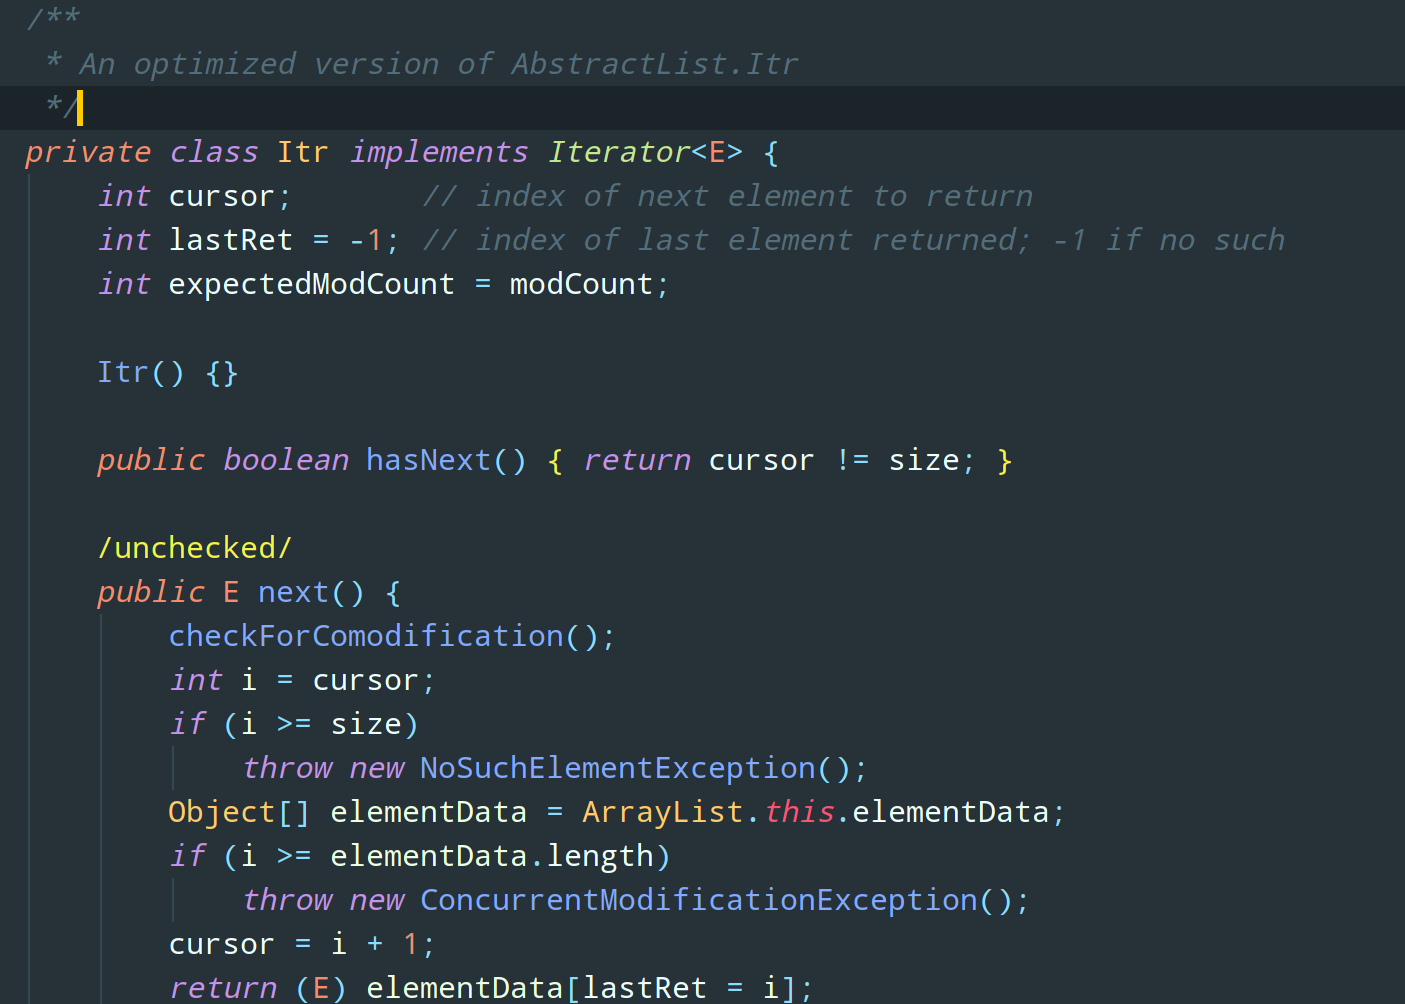 /**
 * An optimized version of AbstractList.Itr
 */
private class Itr implements Iterator<E> {
    int cursor;       // index of next element to return
    int lastRet = -1; // index of last element returned; -1 if no such
    int expectedModCount = modCount;

    Itr() {}

    public boolean hasNext() { return cursor != size; }

    /unchecked/
    public E next() {
        checkForComodification();
        int i = cursor;
        if (i >= size)
            throw new NoSuchElementException();
        Object[] elementData = ArrayList.this.elementData;
        if (i >= elementData.length)
            throw new ConcurrentModificationException();
        cursor = i + 1;
        return (E) elementData[lastRet = i];